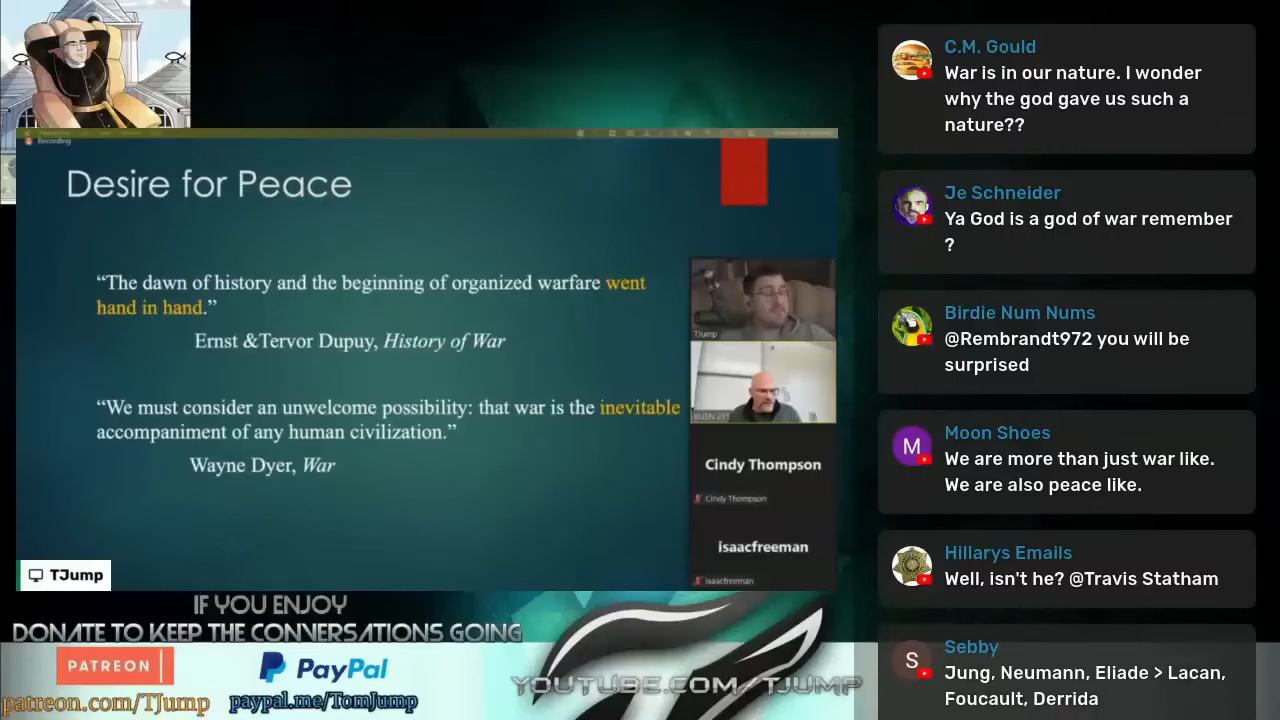 Recording
Desire for Peace
“The dawn of history and the beginning of organized warfare went
hand in hand.”
Ernst &Tervor Dupuy, History of War
“We must consider an unwelcome possibility: that war is the inevitable
accompaniment of any human civilization.”
Wayne Dyer, War
TJump
BUSN 281
Cindy Thompson
Cindy Thompson
isaacfreeman
isaacfreeman
TJump
IF YOU ENJOY
DONATE TO KEEP THE CONVERSATIONS GOING
PATREON
PayPal
patreon.com/TJump
paypal.me/TomJump
YOUTUBE.COM/TJUMP
C.M. Gould
War is in our nature. I wonder
why the god gave us such a
nature??
Je Schneider
Ya God is a god of war remember
?
Birdie Num Nums
@Rembrandt972 you will be
surprised
M
Moon Shoes
We are more than just war like.
We are also peace like.
Hillarys Emails
Well, isn't he? @Travis Statham
S
Sebby
Jung, Neumann, Eliade > Lacan,
Foucault, Derrida